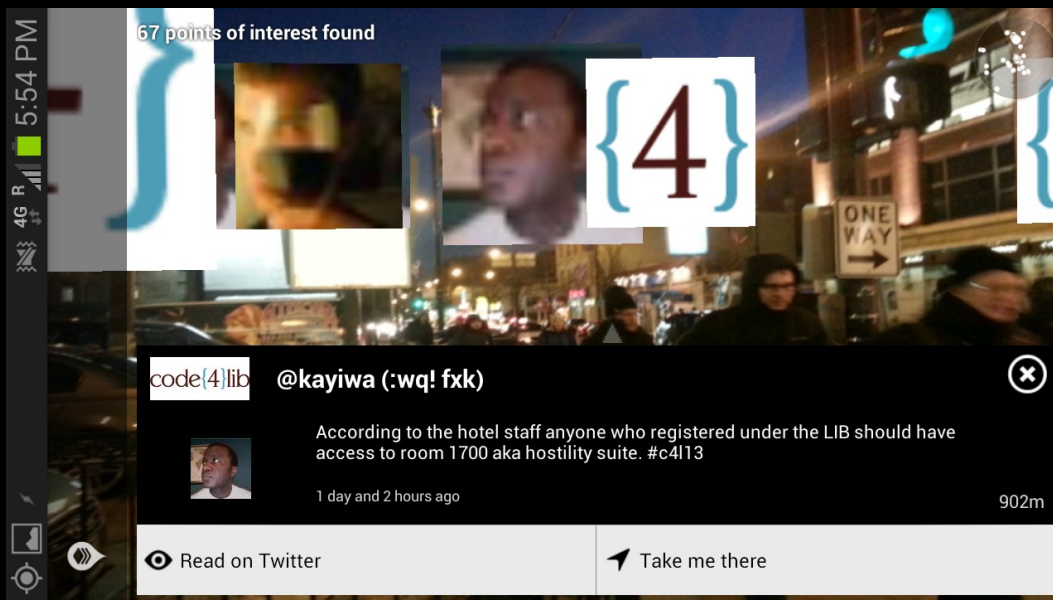 5:54 PM
R
4G
67 points of interest found
{4}
ONE
WAY
code{4}lib
@kayiwa (:wq! fxk)
According to the hotel staff anyone who registered under the LIB should have
access to room 1700 aka hostility suite. #c4l13
1 day and 2 hours ago
902m
Read on Twitter
Take me there